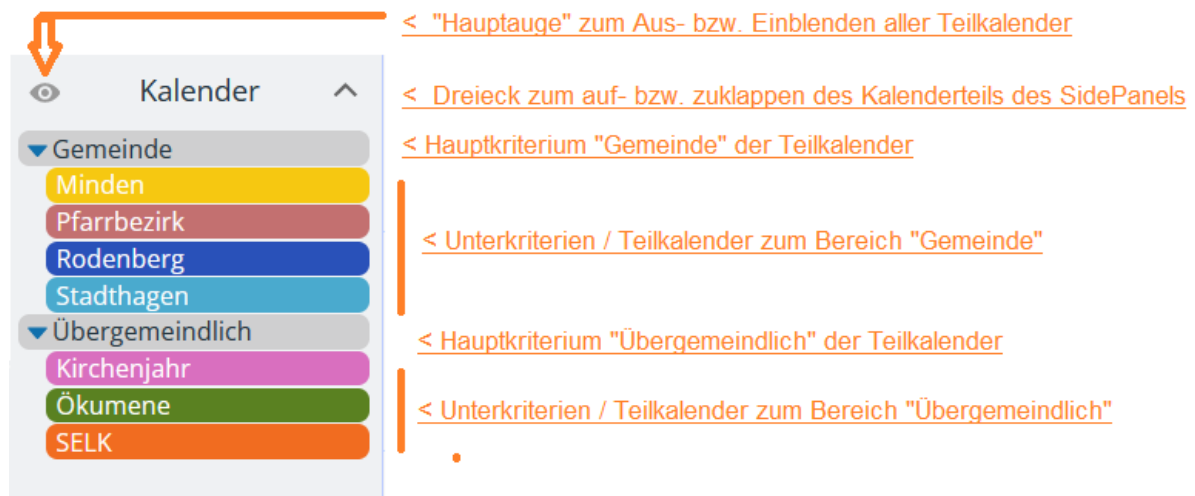 < "Hauptauge" zum Aus- bzw. Einblenden aller Teilkalender
Kalender
< Dreieck zum auf- bzw. zuklappen des Kalenderteils des SidePanels
Gemeinde
< Hauptkriterium "Gemeinde" der Teilkalender
Minden
Pfarrbezirk
< Unterkriterien / Teilkalender zum Bereich "Gemeinde"
Rodenberg
Stadthagen
Übergemeindlich
< Hauptkriterium "Übergemeindlich" der Teilkalender
Kirchenjahr
Ökumene
< Unterkriterien / Teilkalender zum Bereich "Übergemeindlich"
SELK